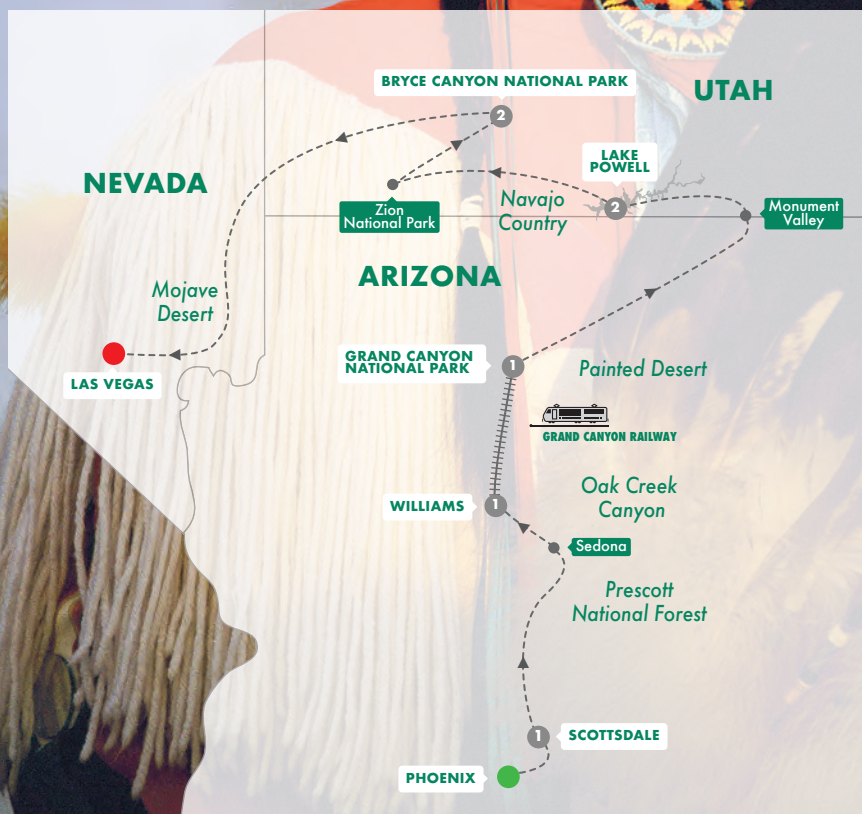 BRYCE CANYON NATIONAL PARK
UTAH
2
LAKE
POWELL
NEVADA
Zion
National Park
Navajo
Country
2
Monument
Valley
ARIZONA
Mojave
Desert
LAS VEGAS
GRAND CANYON
NATIONAL PARK
1
Painted Desert
GRAND CANYON RAILWAY
WILLIAMS
1
Oak Creek
Canyon
Sedona
Prescott
National Forest
1
SCOTTSDALE
PHOENIX